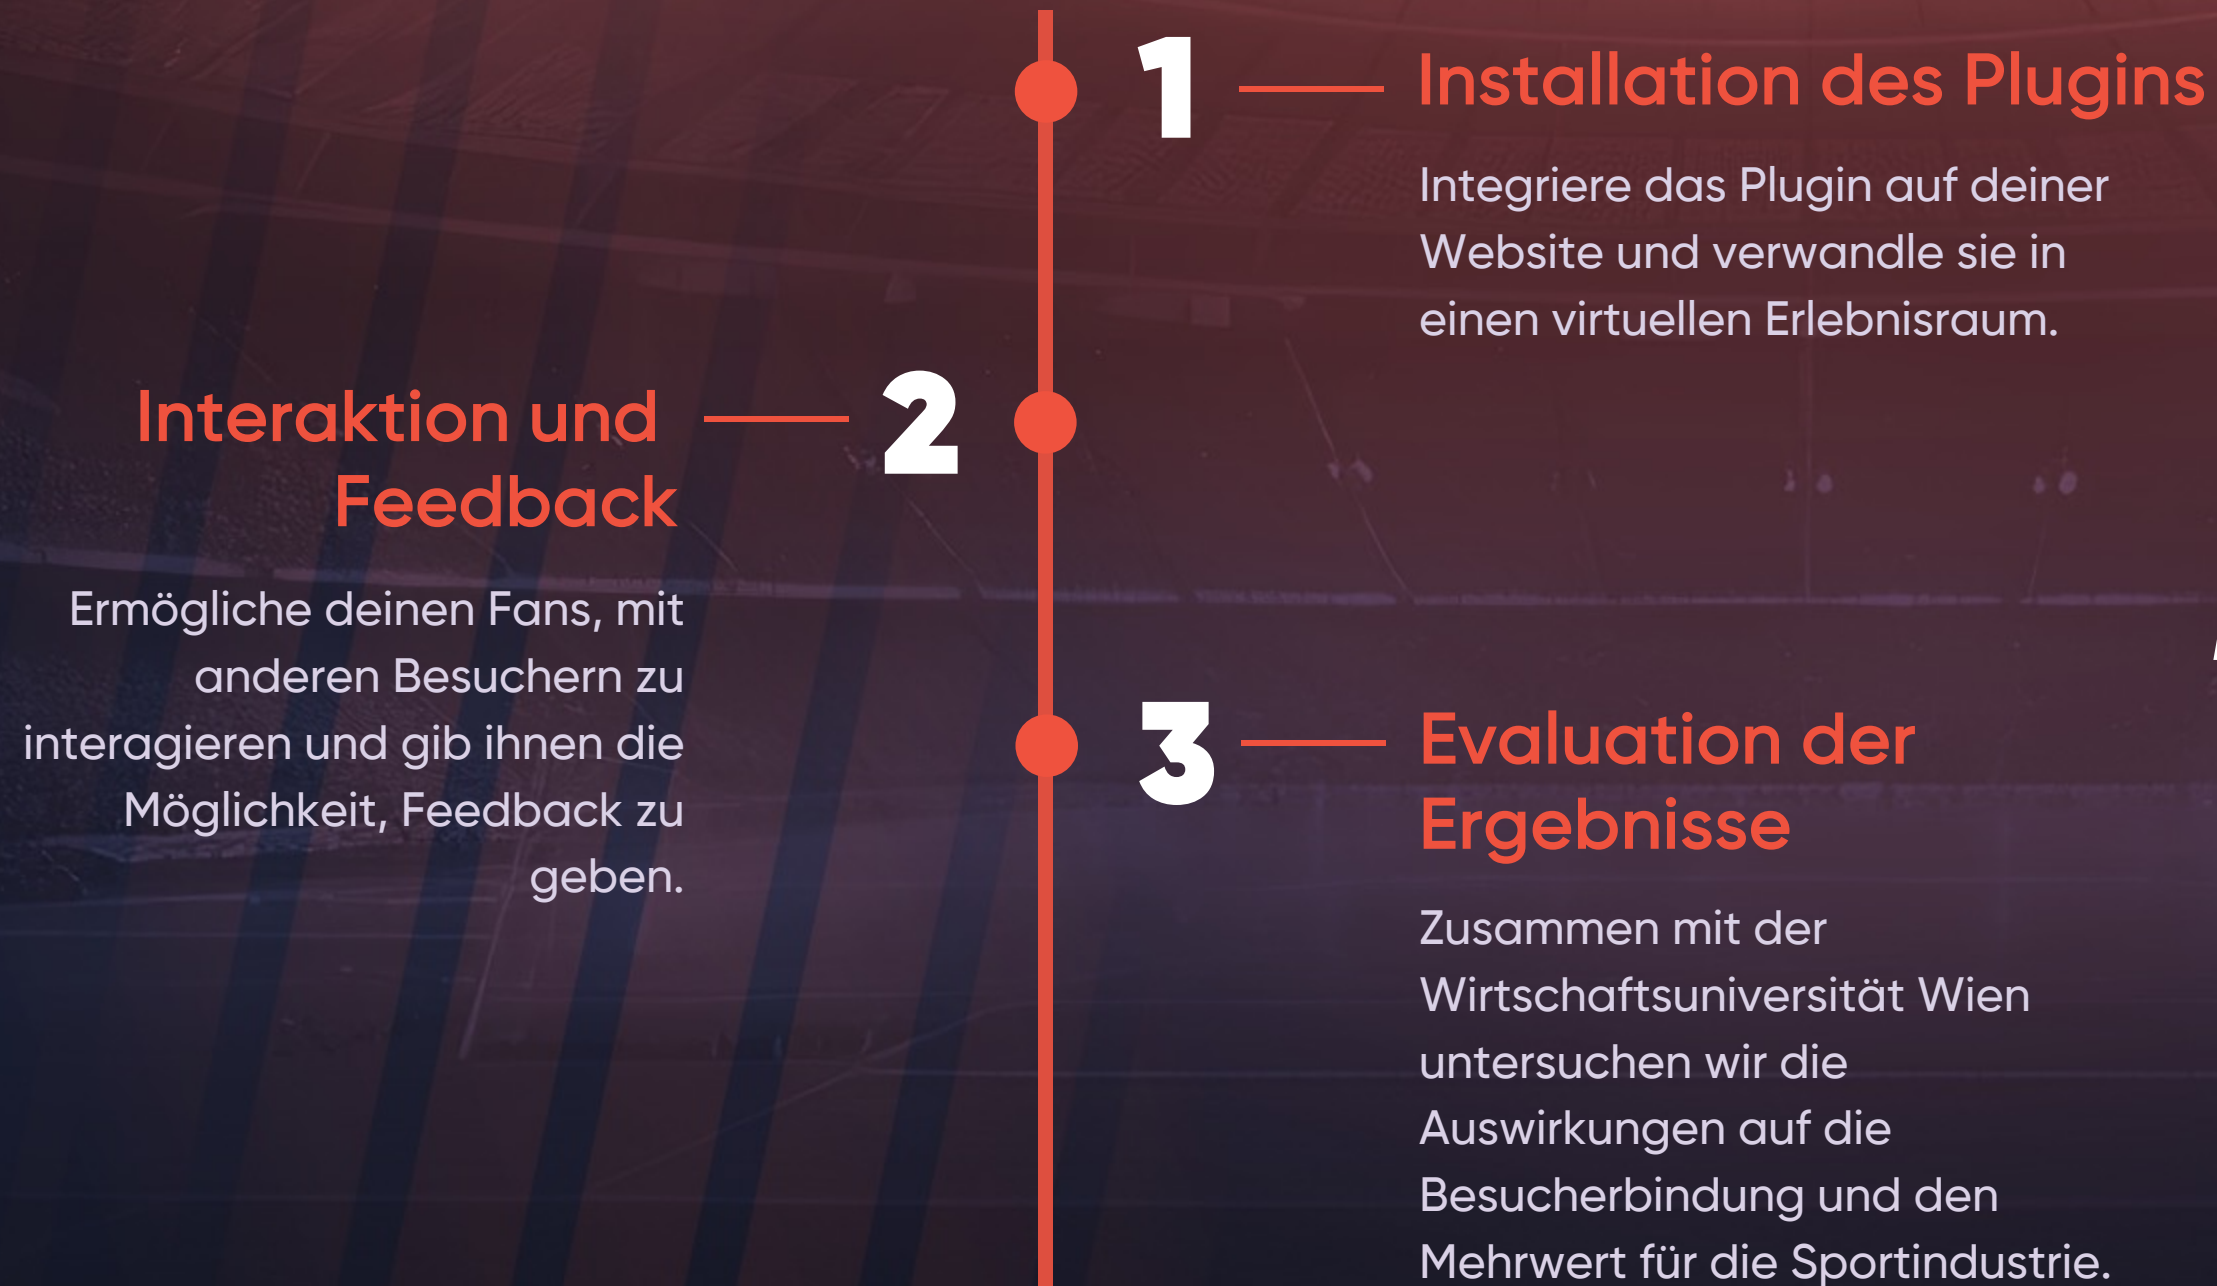 1
Installation des Plugins
Integriere das Plugin auf deiner
Website und verwandle sie in
einen virtuellen Erlebnisraum.
2
Interaktion und
Feedback
Ermögliche deinen Fans, mit
anderen Besuchern zu
interagieren und gib ihnen die
Möglichkeit, Feedback zu
geben.
3
Evaluation der
Ergebnisse
Zusammen mit der
Wirtschaftsuniversität Wien
untersuchen wir die
Auswirkungen auf die
Besucherbindung und den
Mehrwert für die Sportindustrie.